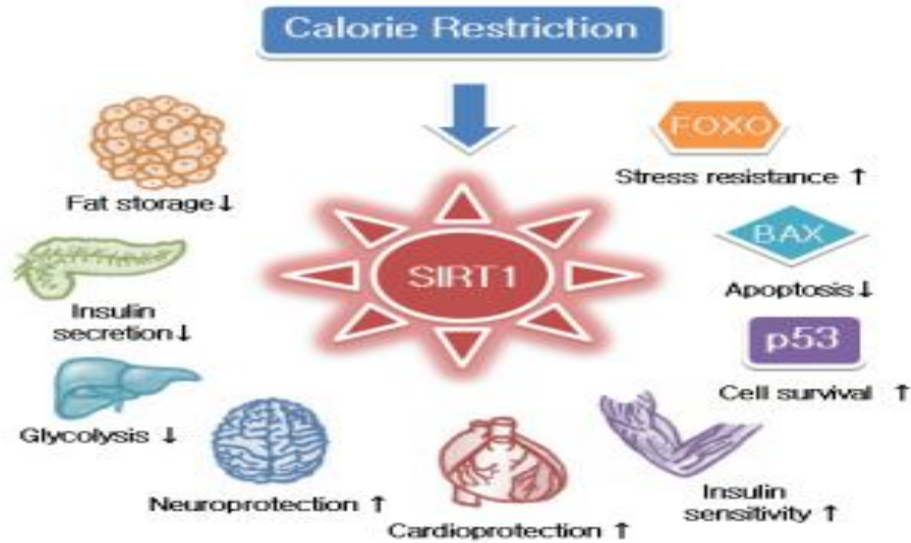 Calorie Restriction
FOXO
Stress resistance ↑
Fat storage↓
SIRT1
BAX
Apoptosis↓
Insulin
secretion↓
p53
Cell survival ↑
Glycolysis ↓
Neuroprotection ↑
Cardioprotection ↑
Insulin
sensitivity ↑